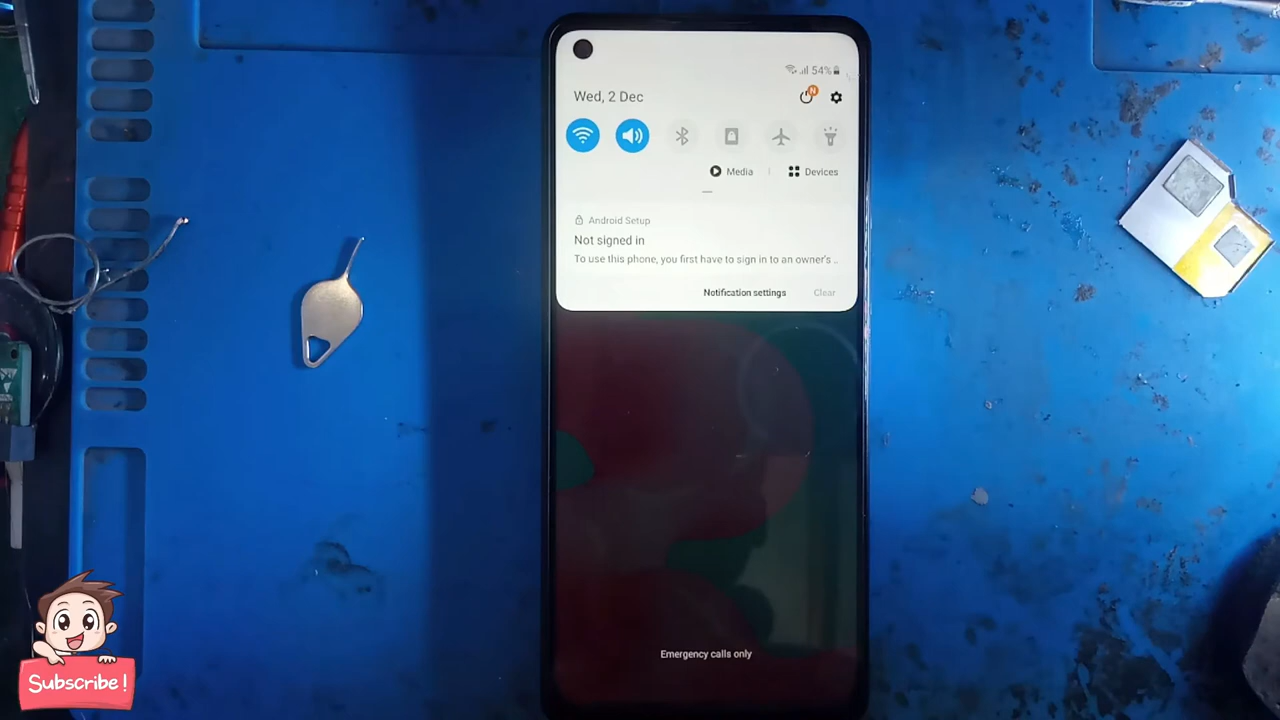 54%
Wed, 2 Dec
N
Media
Devices
Android Setup
Not signed in
To use this phone, you first have to sign in to an owner's ..
Notification settings
Clear
Emergency calls only
Subscribe!